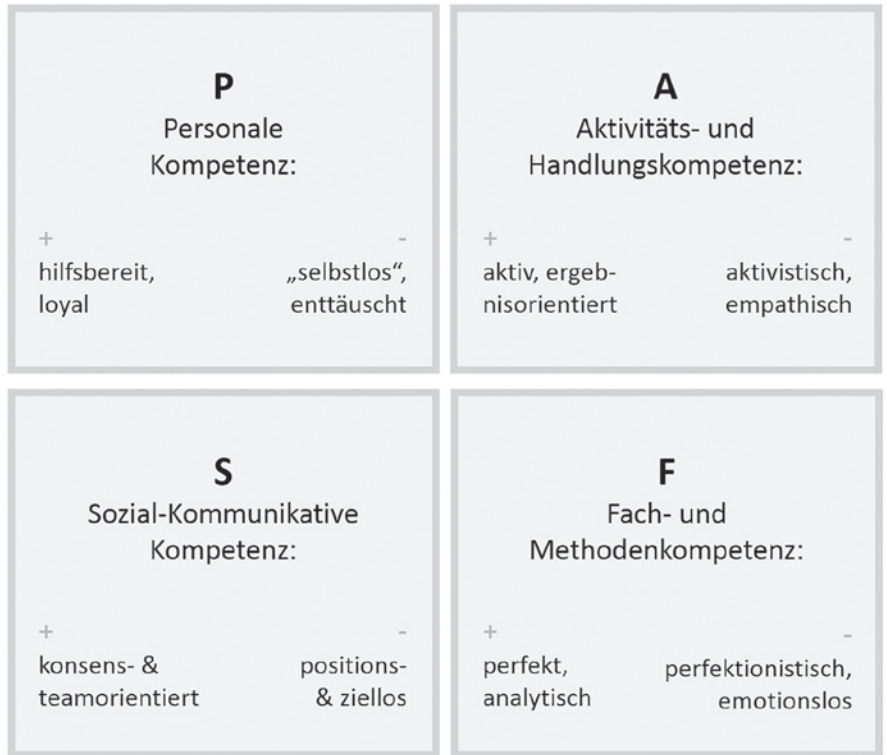 P
Personale
Kompetenz:
+ -
hilfsbereit, „selbstlos“,
loyal enttäuscht
A
Aktivitäts- und
Handlungskompetenz:
+ -
aktiv, ergeb- aktivistisch,
nisorientiert empathisch
S
Sozial-Kommunikative
Kompetenz:
+ -
konsens- & positions-
teamorientiert & ziellos
F
Fach- und
Methodenkompetenz:
+ -
perfekt, perfektionistisch,
analytisch emotionslos